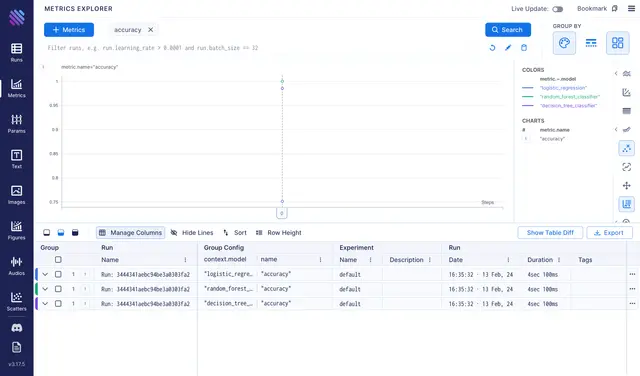 METRICS EXPLORER
Live Update:
Bookmark
+ Metrics
accuracy
Search
GROUP BY
Filter runs, e.g. run.learning_rate > 0.0001 and run.batch_size == 32
Runs
Metrics
Params
Text
Images
Figures
Audios
Scatters
v3.17.5
1
metric.name="accuracy"
1
0.95
0.9
0.85
0.8
0.75
0
Steps
COLORS
metric.~.model
"logistic_regression"
"random_forest_classifier"
"decision_tree_classifier"
CHARTS
#
metric.name
1
"accuracy"
Manage Columns
Hide Lines
Sort
Row Height
Show Table Diff
Export
Group
Run
Group Config
Experiment
Run
Name
context.model
name
Name
Description
Date
Duration
Tags
1
Run: 3444341aebc94be3a0303fa2
"logistic_regre…
"accuracy"
default
16:35:32 · 13 Feb, 24
4sec 100ms
1
Run: 3444341aebc94be3a0303fa2
"random_forest_…
"accuracy"
default
16:35:32 · 13 Feb, 24
4sec 100ms
1
Run: 3444341aebc94be3a0303fa2
"decision_tree_…
"accuracy"
default
16:35:32 · 13 Feb, 24
4sec 100ms